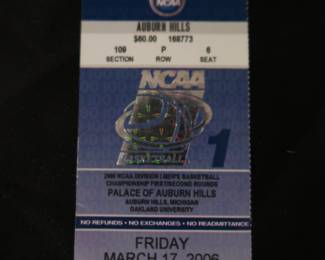 NCAA
AUBURN HILLS
$60.00 168773
109 P 6
SECTION ROW SEAT
NCAA
BASKETBALL
1
2006 NCAA DIVISION I MEN'S BASKETBALL
CHAMPIONSHIP FIRST/SECOND ROUNDS
PALACE OF AUBURN HILLS
AUBURN HILLS, MICHIGAN
OAKLAND UNIVERSITY
NO REFUNDS • NO EXCHANGES • NO READMITTANCE
FRIDAY
MARCH 17, 2006